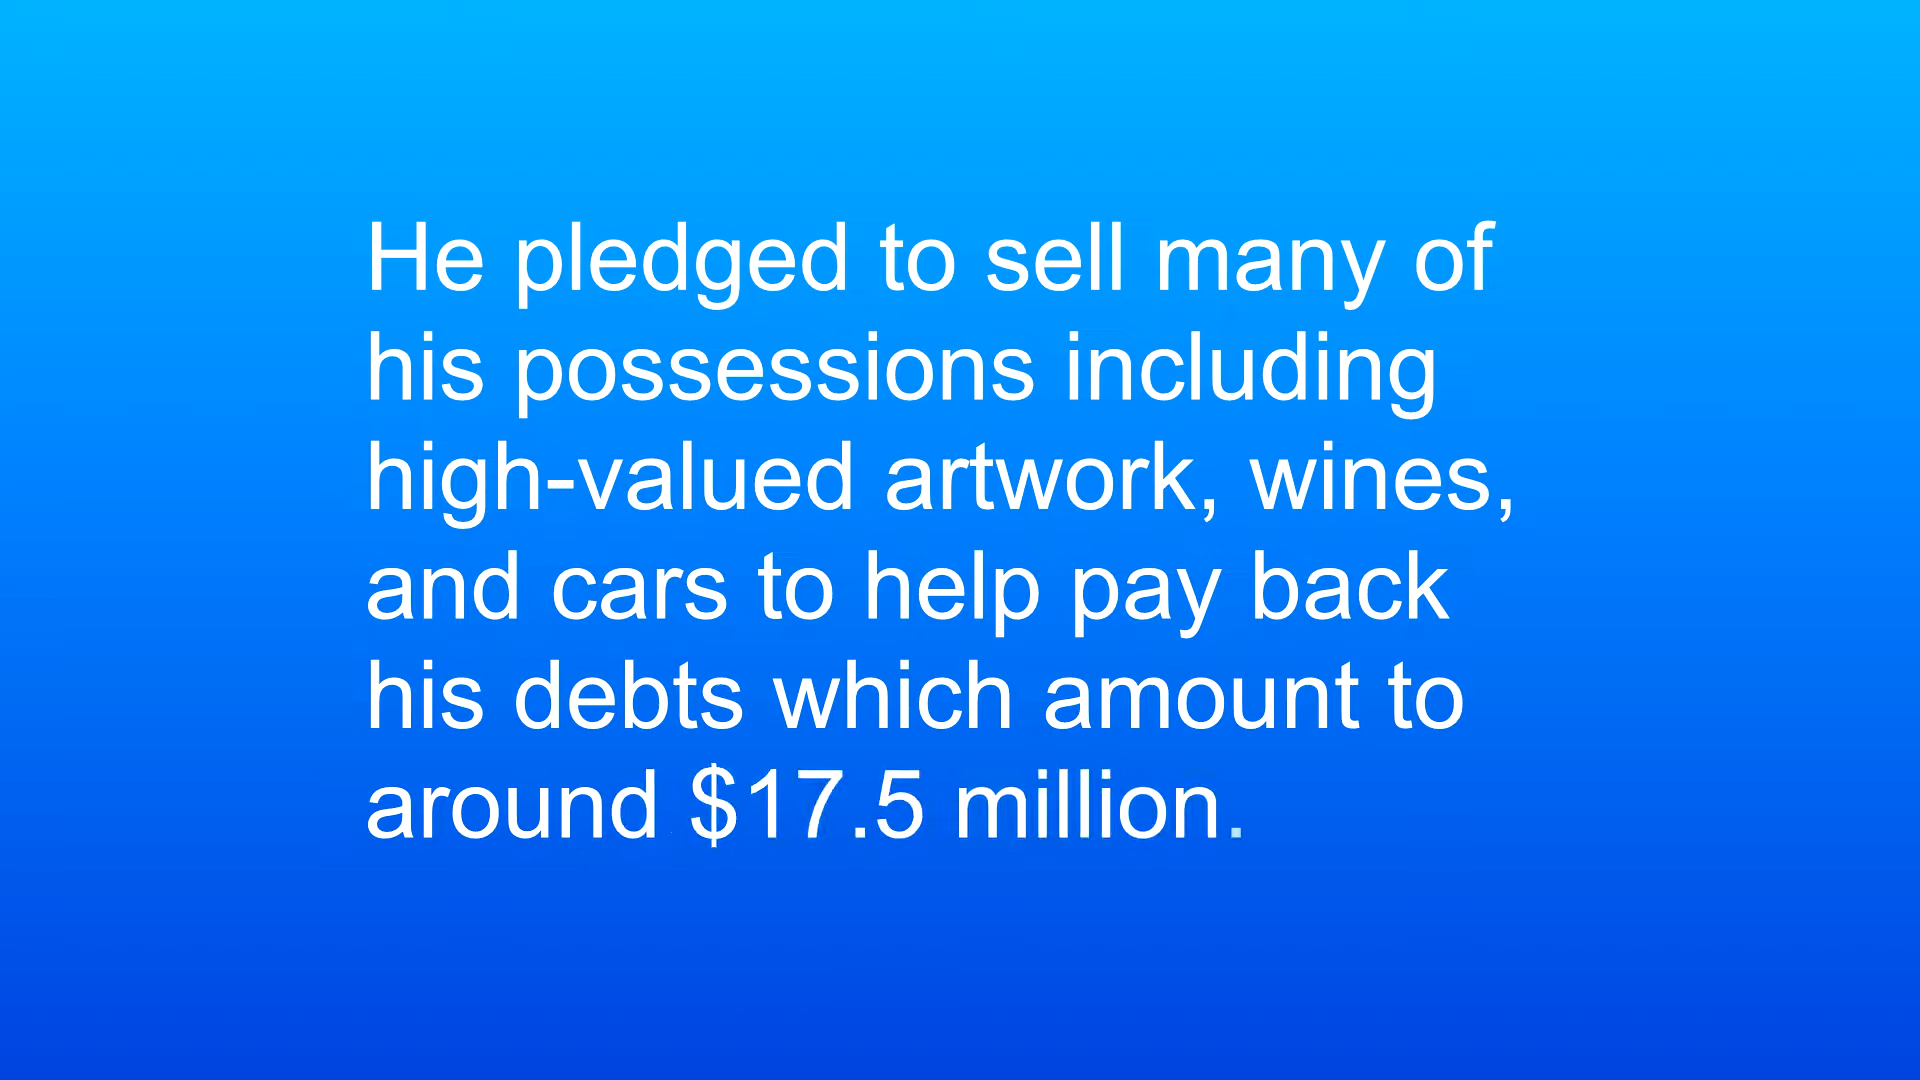 He pledged to sell many of
his possessions including
high-valued artwork, wines,
and cars to help pay back
his debts which amount to
around $17.5 million.